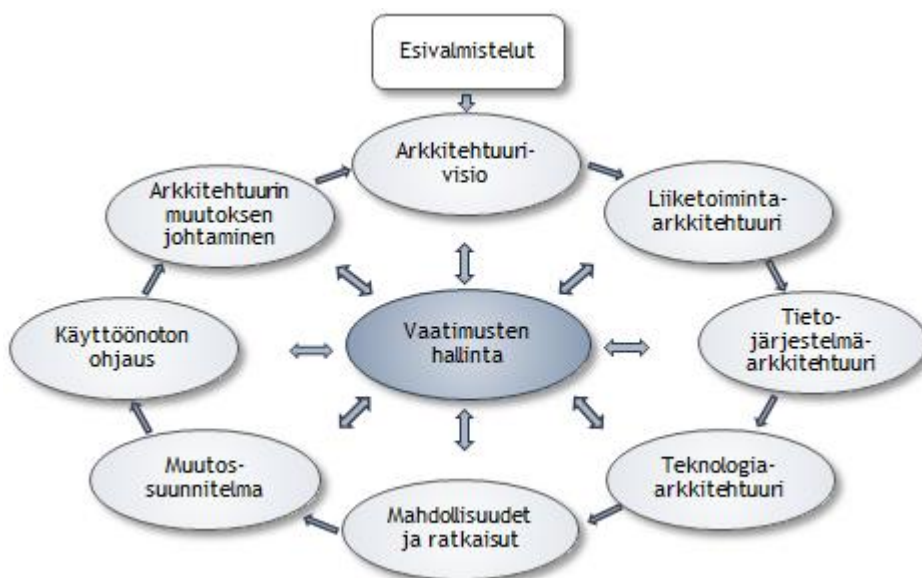 Esivalmistelut
Arkkitehtuuri-
visio
Liiketoiminta-
arkkitehtuuri
Tieto-
järjestelmä-
arkkitehtuuri
Teknologia-
arkkitehtuuri
Mahdollisuudet
ja ratkaisut
Muutos-
suunnitelma
Käyttöönoton
ohjaus
Arkkitehtuurin
muutoksen
johtaminen
Vaatimusten
hallinta